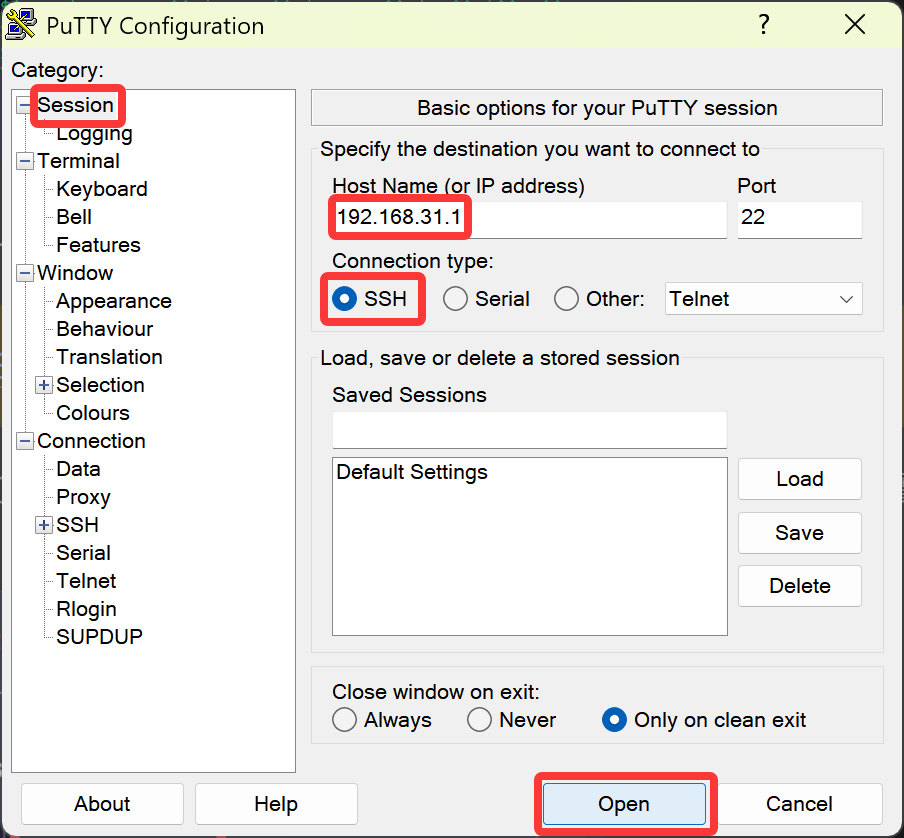 PuTTY Configuration
?
Category:
Session
Logging
Terminal
Keyboard
Bell
Features
Window
Appearance
Behaviour
Translation
Selection
Colours
Connection
Data
Proxy
SSH
Serial
Telnet
Rlogin
SUPDUP
Basic options for your PuTTY session
Specify the destination you want to connect to
Host Name (or IP address) Port
192.168.31.1 22
Connection type:
SSH Serial Other: Telnet
Load, save or delete a stored session
Saved Sessions
Default Settings
Load
Save
Delete
Close window on exit:
Always Never Only on clean exit
About Help Open Cancel